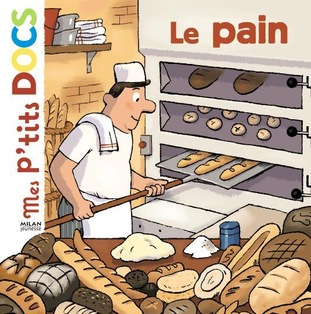 Le pain
Mes p'tits DOCS
MILAN
jeunesse